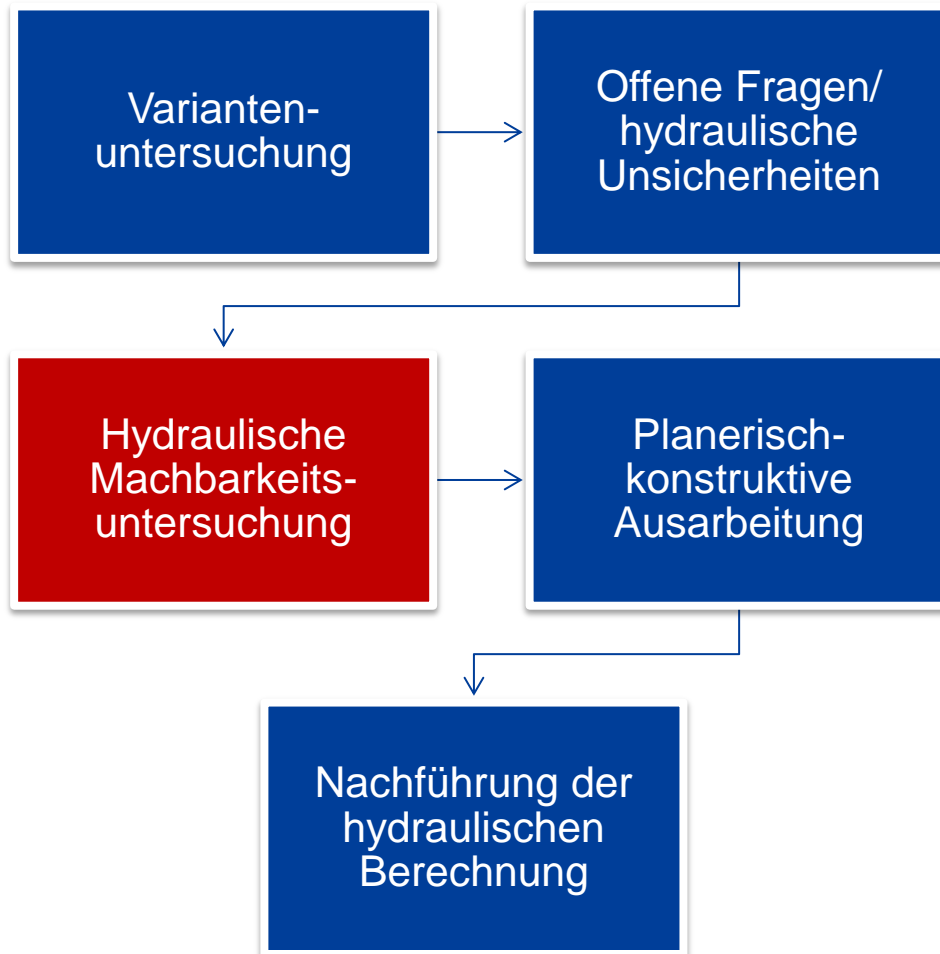 Varianten-
untersuchung
Offene Fragen/
hydraulische
Unsicherheiten
Hydraulische
Machbarkeits-
untersuchung
Planerisch-
konstruktive
Ausarbeitung
Nachführung der
hydraulischen
Berechnung